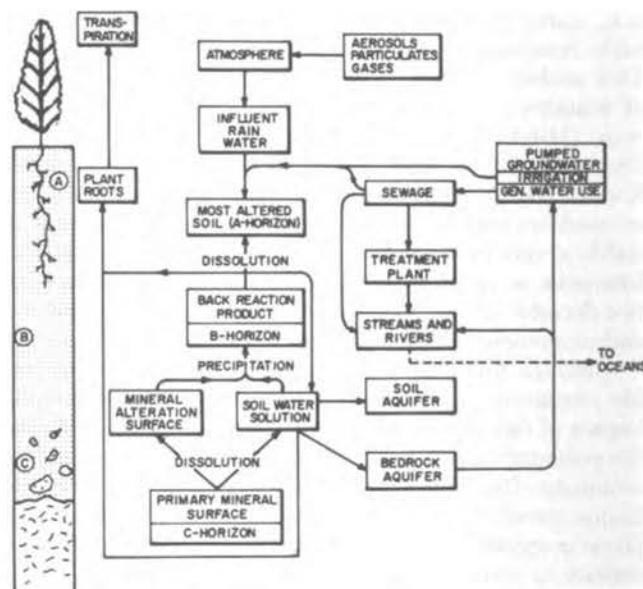 TRANS-
PIRATION
ATMOSPHERE
AEROSOLS
PARTICULATES
GASES
INFLUENT
RAIN
WATER
PUMPED
GROUNDWATER
IRRIGATION
GEN. WATER USE
A
PLANT
ROOTS
SEWAGE
MOST ALTERED
SOIL (A-HORIZON)
DISSOLUTION
TREATMENT
PLANT
BACK REACTION
PRODUCT
B-HORIZON
STREAMS AND
RIVERS
B
TO
OCEANS
PRECIPITATION
MINERAL
ALTERATION
SURFACE
SOIL WATER
SOLUTION
SOIL
AQUIFER
C
DISSOLUTION
BEDROCK
AQUIFER
PRIMARY MINERAL
SURFACE
C-HORIZON